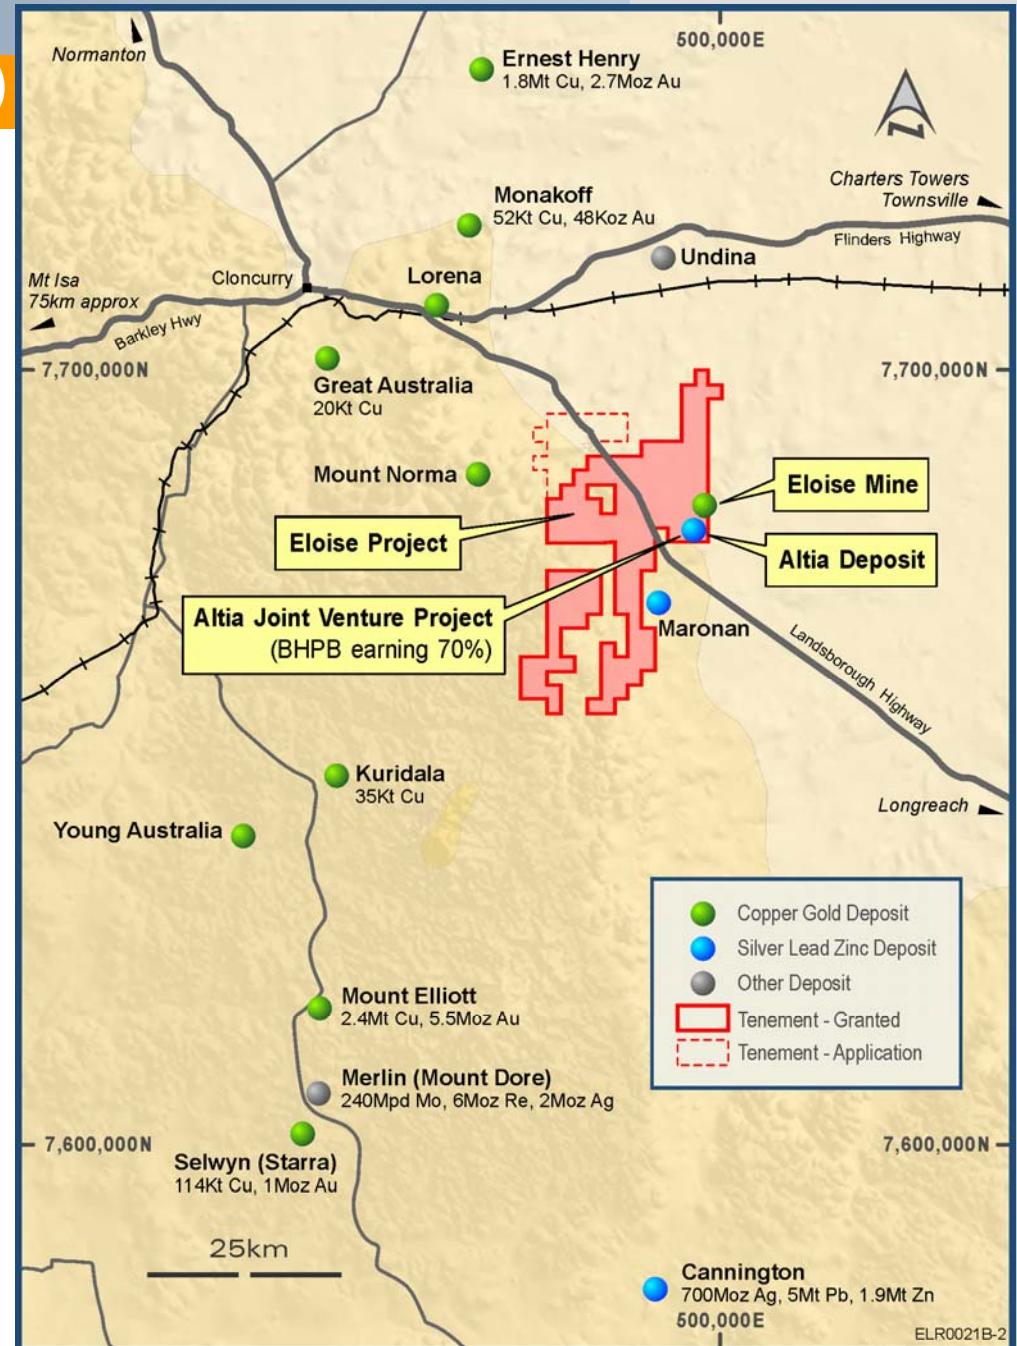 Normanton
500,000E
Ernest Henry
1.8Mt Cu, 2.7Moz Au
N
Charters Towers
Townsville
Monakoff
52Kt Cu, 48Koz Au
Flinders Highway
Undina
Mt Isa
75km approx
Cloncurry
Lorena
Barkley Hwy
7,700,000N
7,700,000N
Great Australia
20Kt Cu
Mount Norma
Eloise Mine
Eloise Project
Altia Deposit
Altia Joint Venture Project
(BHPB earning 70%)
Maronan
Landsborough Highway
Kuridala
35Kt Cu
Longreach
Young Australia
Copper Gold Deposit
Silver Lead Zinc Deposit
Other Deposit
Tenement - Granted
Tenement - Application
Mount Elliott
2.4Mt Cu, 5.5Moz Au
Merlin (Mount Dore)
240Mpd Mo, 6Moz Re, 2Moz Ag
7,600,000N
7,600,000N
Selwyn (Starra)
114Kt Cu, 1Moz Au
25km
Cannington
700Moz Ag, 5Mt Pb, 1.9Mt Zn
500,000E
ELR0021B-2